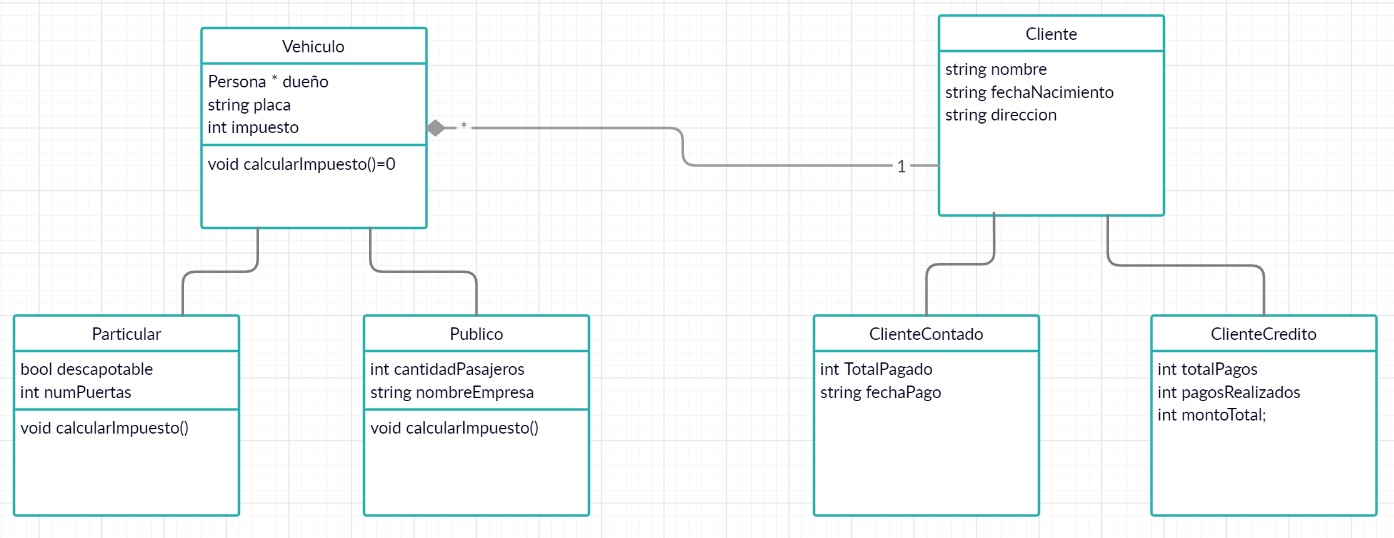 Vehiculo
Persona * dueño
string placa
int impuesto
void calcularImpuesto()=0
*
1
Cliente
string nombre
string fechaNacimiento
string direccion
Particular
bool descapotable
int numPuertas
void calcularImpuesto()
Publico
int cantidadPasajeros
string nombreEmpresa
void calcularImpuesto()
ClienteContado
int TotalPagado
string fechaPago
ClienteCredito
int totalPagos
int pagosRealizados
int montoTotal;